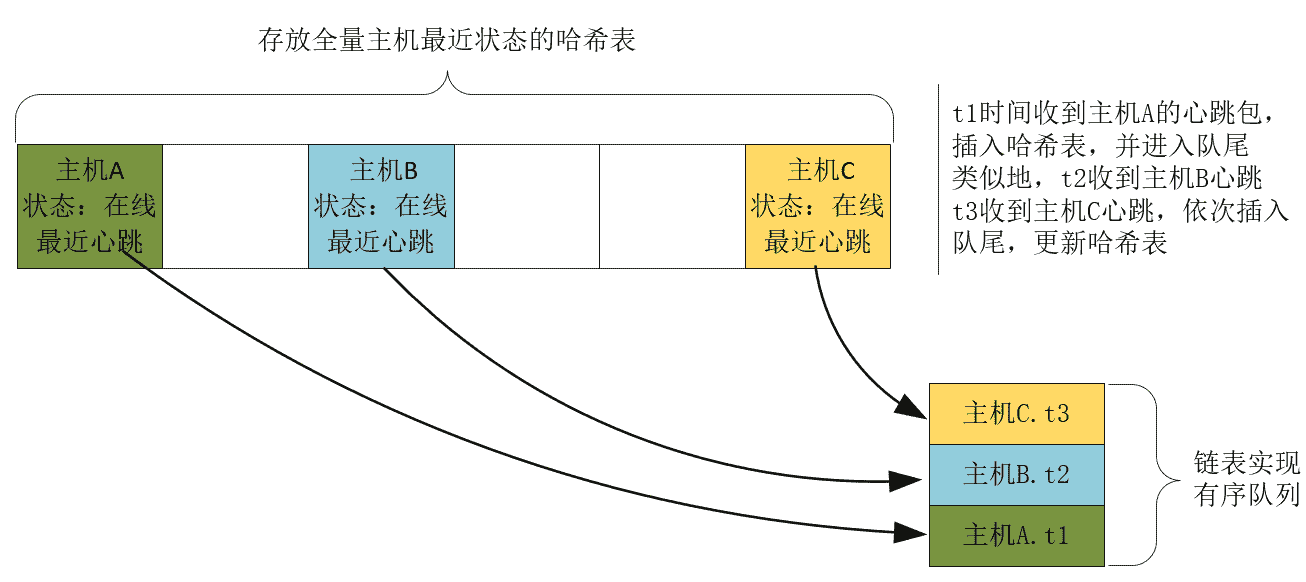 存放全量主机最近状态的哈希表
t1时间收到主机A的心跳包，
插入哈希表，并进入队尾
类似地，t2收到主机B心跳
t3收到主机C心跳，依次插入
队尾，更新哈希表
主机A
状态：在线
最近心跳
主机B
状态：在线
最近心跳
主机C
状态：在线
最近心跳
主机C.t3
主机B.t2
主机A.t1
链表实现
有序队列